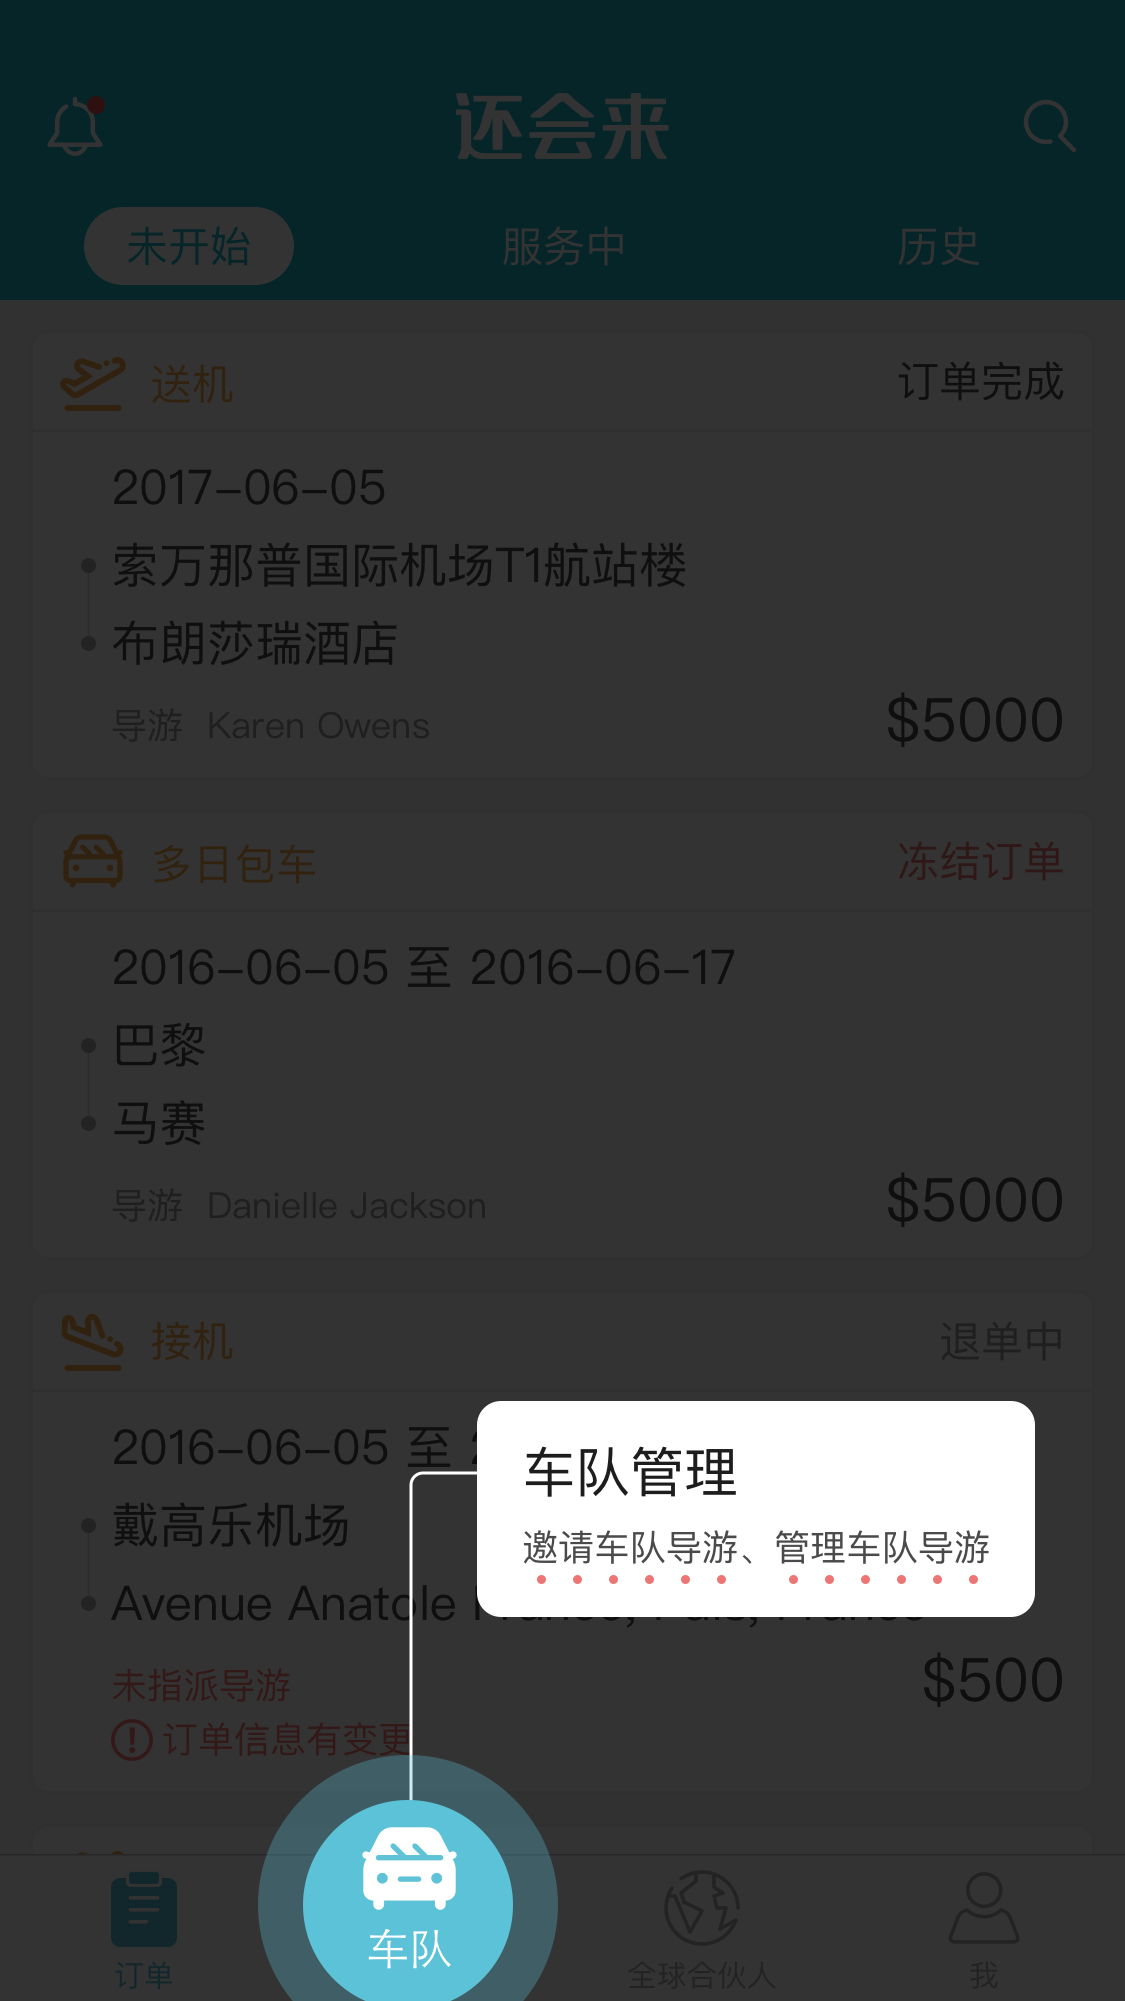 还会来
未开始 服务中 历史
送机 订单完成
2017-06-05
索万那普国际机场T1航站楼
布朗莎瑞酒店
导游 Karen Owens $5000
多日包车 冻结订单
2016-06-05 至 2016-06-17
巴黎
马赛
导游 Danielle Jackson $5000
接机 退单中
2016-06-05 至
车队管理
戴高乐机场
邀请车队导游、管理车队导游
Avenue Anatole
未指派导游 $500
订单信息有变更
车队
订单 全球合伙人 我